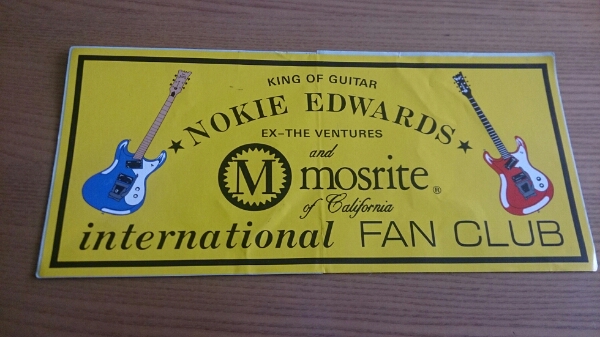 KING OF GUITAR
★NOKIE EDWARDS★
EX-THE VENTURES
and
M mosrite®
of California
international FAN CLUB